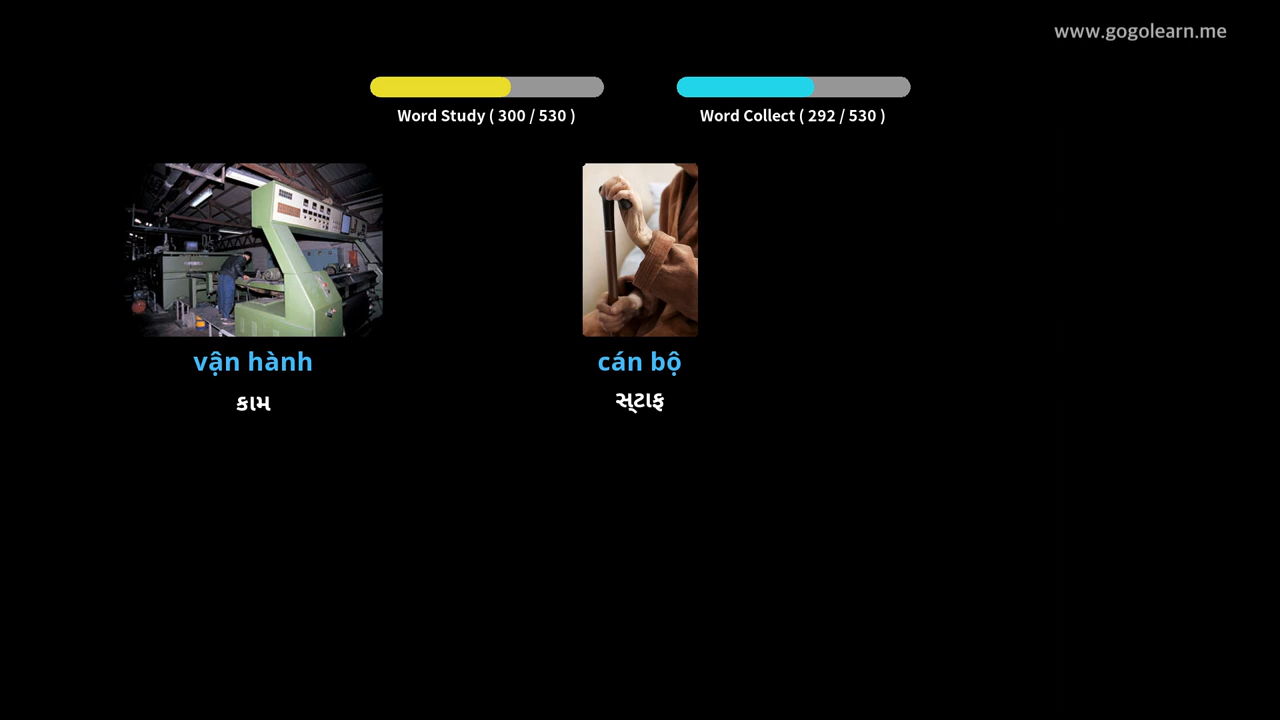 www.gogolearn.me
Word Study ( 300 / 530 )
Word Collect ( 292 / 530 )
vận hành
કામ
cán bộ
સ્ટાફ